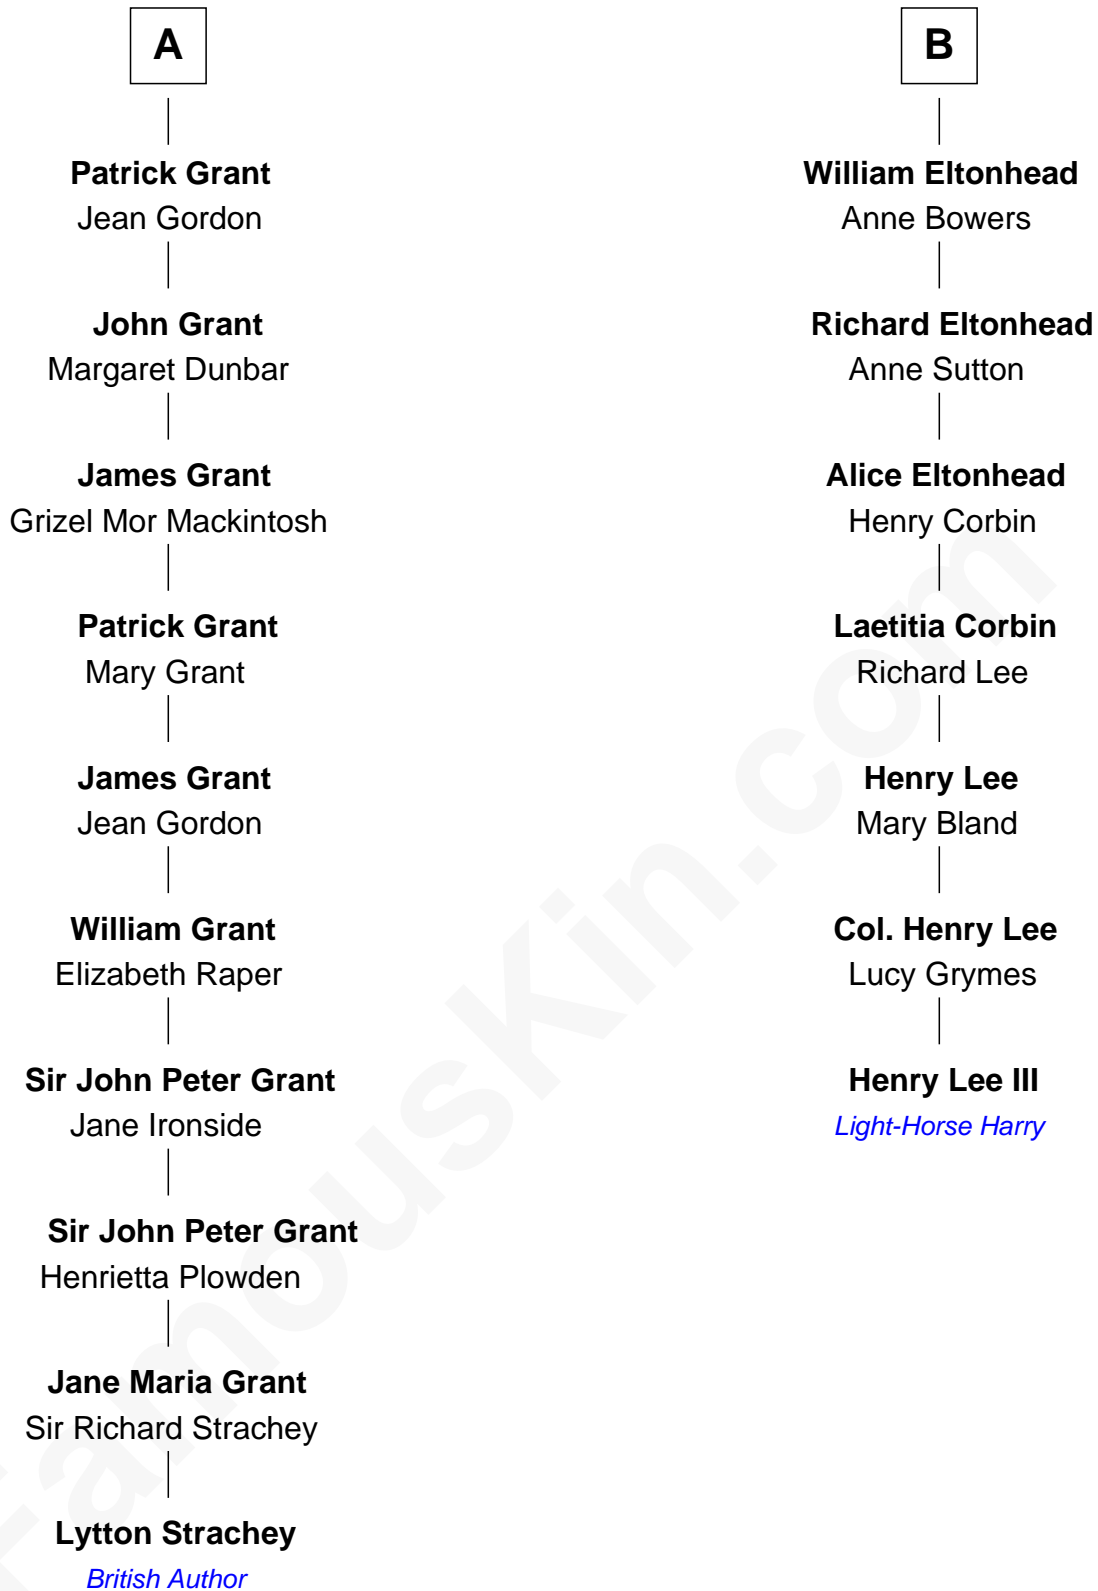 A
Patrick Grant
Jean Gordon
John Grant
Margaret Dunbar
James Grant
Grizel Mor Mackintosh
Patrick Grant
Mary Grant
James Grant
Jean Gordon
William Grant
Elizabeth Raper
Sir John Peter Grant
Jane Ironside
Sir John Peter Grant
Henrietta Plowden
Jane Maria Grant
Sir Richard Strachey
Lytton Strachey
British Author
B
William Eltonhead
Anne Bowers
Richard Eltonhead
Anne Sutton
Alice Eltonhead
Henry Corbin
Laetitia Corbin
Richard Lee
Henry Lee
Mary Bland
Col. Henry Lee
Lucy Grymes
Henry Lee III
Light-Horse Harry
FamousKin.com